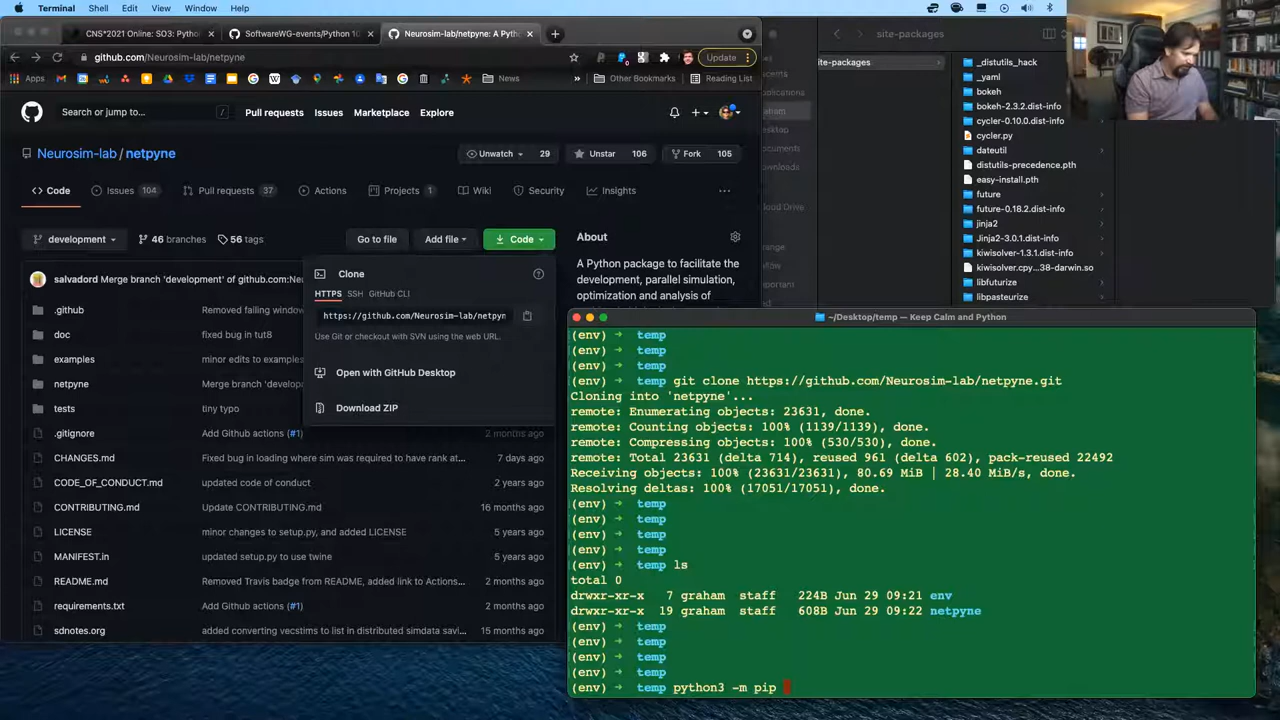 Terminal Shell Edit View Window Help
CNS*2021 Online: SO3: Python
SoftwareWG-events/Python 10
Neurosim-lab/netpyne: A Py
github.com/Neurosim-lab/netpyne
Update
Apps
News
Other Bookmarks
Reading List
Search or jump to... /
Pull requests Issues Marketplace Explore
Neurosim-lab / netpyne
Unwatch 29
Unstar 106
Fork 105
Code
Issues 104
Pull requests 37
Actions
Projects 1
Wiki
Security
Insights
development
46 branches
56 tags
Go to file
Add file
Code
About
A Python package to facilitate the
development, parallel simulation,
optimization and analysis of
salvadord Merge branch 'development' of github.com:Neu
Clone
HTTPS SSH GitHub CLI
https://github.com/Neurosim-lab/netpyn
Use Git or checkout with SVN using the web URL.
Open with GitHub Desktop
Download ZIP
.github Removed failing window
doc fixed bug in tut8
examples minor edits to example
netpyne Merge branch 'develop
tests tiny typo
.gitignore Add Github actions (#1) 2 months ago
CHANGES.md Fixed bug in loading where sim was required to have rank at... 7 days ago
CODE_OF_CONDUCT.md updated code of conduct 2 years ago
CONTRIBUTING.md Update CONTRIBUTING.md 16 months ago
LICENSE minor changes to setup.py, and added LICENSE 5 years ago
MANIFEST.in updated setup.py to use twine 5 years ago
README.md Removed Travis badge from README, added link to Actions... 2 months ago
requirements.txt Add Github actions (#1) 2 months ago
sdnotes.org added converting vecstims to list in distributed simdata savi... 15 months ago
site-packages
ite-packages
_distutils_hack
_yaml
bokeh
bokeh-2.3.2.dist-info
cycler-0.10.0.dist-info
cycler.py
dateutil
distutils-precedence.pth
easy-install.pth
future
future-0.18.2.dist-info
jinja2
Jinja2-3.0.1.dist-info
kiwisolver-1.3.1.dist-info
kiwisolver.cpy...38-darwin.so
libfuturize
libpasteurize
~/Desktop/temp — Keep Calm and Python
(env) → temp
(env) → temp
(env) → temp
(env) → temp git clone https://github.com/Neurosim-lab/netpyne.git
Cloning into 'netpyne'...
remote: Enumerating objects: 23631, done.
remote: Counting objects: 100% (1139/1139), done.
remote: Compressing objects: 100% (530/530), done.
remote: Total 23631 (delta 714), reused 961 (delta 602), pack-reused 22492
Receiving objects: 100% (23631/23631), 80.69 MiB | 28.40 MiB/s, done.
Resolving deltas: 100% (17051/17051), done.
(env) → temp
(env) → temp
(env) → temp
(env) → temp
(env) → temp ls
total 0
drwxr-xr-x 7 graham staff 224B Jun 29 09:21 env
drwxr-xr-x 19 graham staff 608B Jun 29 09:22 netpyne
(env) → temp
(env) → temp
(env) → temp
(env) → temp
(env) → temp python3 -m pip